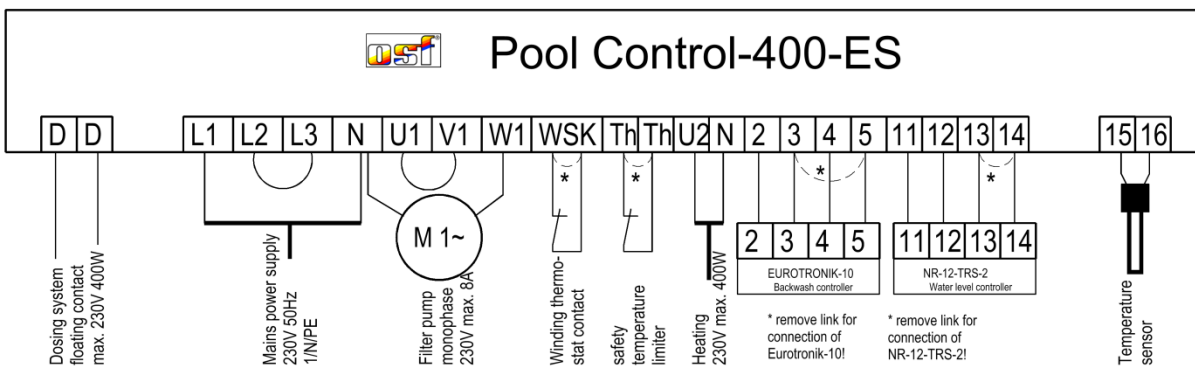 osf Pool Control-400-ES
D D L1 L2 L3 N U1 V1 W1 WSK Th Th U2 N 2 3 4 5 11 12 13 14 15 16
* * * *
M 1~
2 3 4 5
EUROTRONIK-10
Backwash controller
11 12 13 14
NR-12-TRS-2
Water level controller
Dosing system
floating contact
max. 230V 400W
Mains power supply
230V 50Hz
1/N/PE
Filter pump
monophase
230V max. 8A
Winding thermo-
stat contact
safety
temperature
limiter
Heating
230V max. 400W
* remove link for
connection of
Eurotronik-10!
* remove link for
connection of
NR-12-TRS-2!
Temperature
sensor